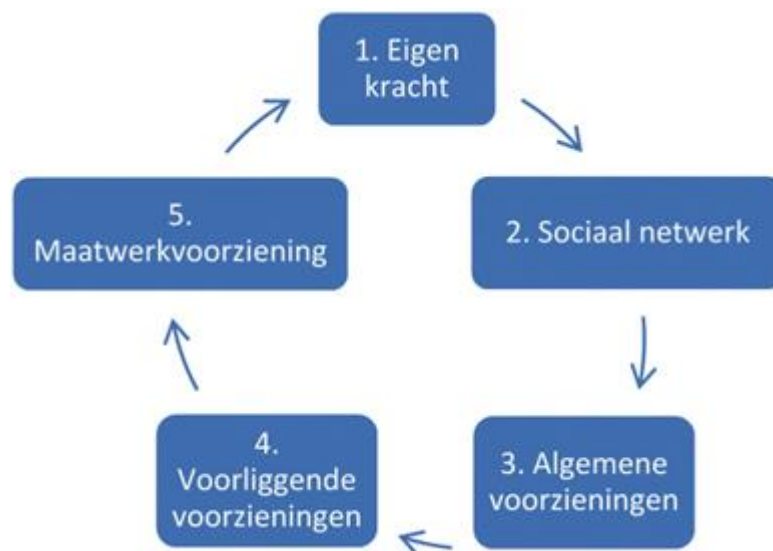 1. Eigen
kracht
2. Sociaal netwerk
3. Algemene
voorzieningen
4.
Voorliggende
voorzieningen
5.
Maatwerkvoorziening